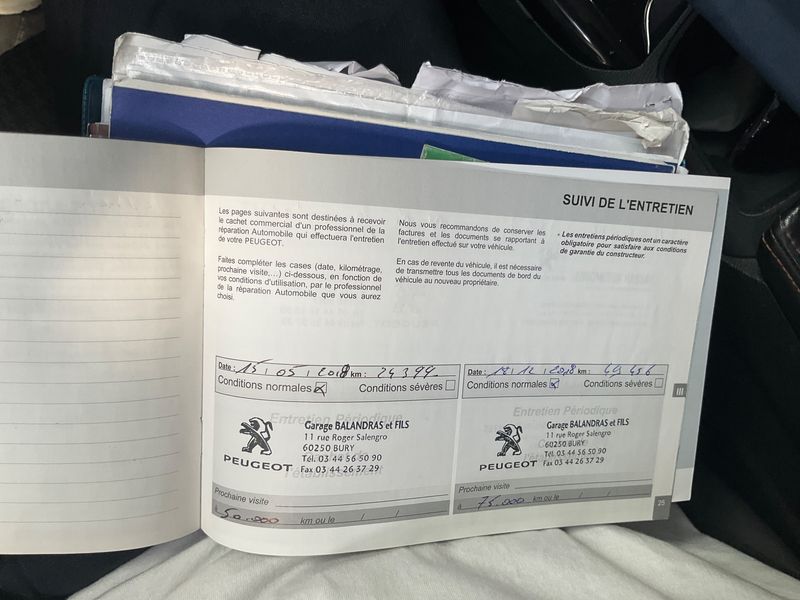 SUIVI DE L'ENTRETIEN
Les pages suivantes sont destinées à recevoir
le cachet commercial d'un professionnel de la
réparation Automobile qui effectuera l'entretien
de votre PEUGEOT.
Faites compléter les cases (date, kilométrage,
prochaine visite,...) ci-dessous, en fonction de
vos conditions d'utilisation, par le professionnel
de la réparation Automobile que vous aurez
choisi.
Nous vous recommandons de conserver les
factures et les documents se rapportant à
l'entretien effectué sur votre véhicule.
En cas de revente du véhicule, il est nécessaire
de transmettre tous les documents de bord du
véhicule au nouveau propriétaire.
* Les entretiens périodiques ont un caractère
obligatoire pour satisfaire aux conditions
de garantie du constructeur.
Date : 15 / 05 / 2018 km : 24399
Conditions normales Conditions sévères
Entretien Périodique
Garage BALANDRAS et FILS
11 rue Roger Salengro
60250 BURY
Tél. 03 44 56 50 90
Fax 03 44 26 37 29
PEUGEOT
l'établissement
Prochaine visite
à 50.000 km ou le / /
Date : / 12 / 2018 km :
Conditions normales Conditions sévères
Entretien Périodique
Garage BALANDRAS et FILS
11 rue Roger Salengro
60250 BURY
Tél. 03 44 56 50 90
Fax 03 44 26 37 29
PEUGEOT
Prochaine visite
à 75.000 km ou le / /
III
25